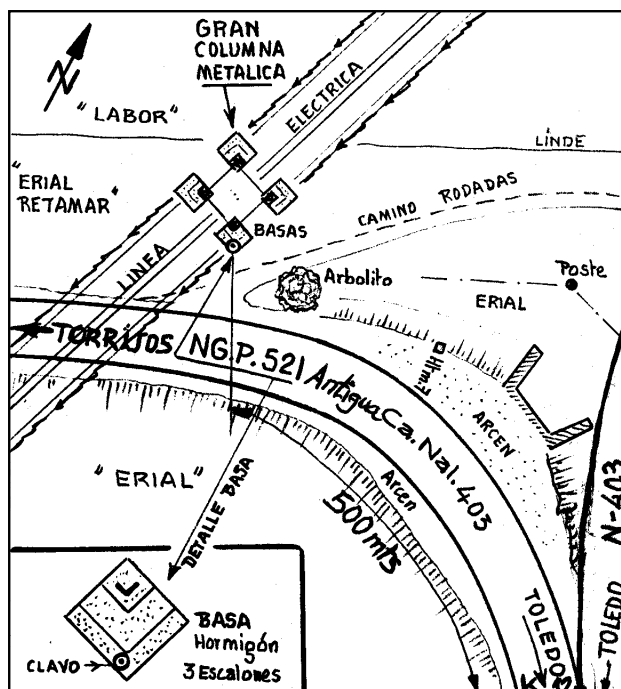 GRAN
COLUMNA
METALICA
N
"LABOR"
ELECTRICA
LÍNDE
"ERIAL
RETAMAR"
CAMINO RODADAS
BASAS
LINEA
Arbolito
Poste
ERIAL
TORRIJOS NG.P. 521 Antigua Ca. Nal. 403
ARCEN
"ERIAL"
DETALLE BASA
Arcen
500 mts
N-403
TOLEDO
TOLEDO
BASA
Hormigón
3 Escalones
CLAVO